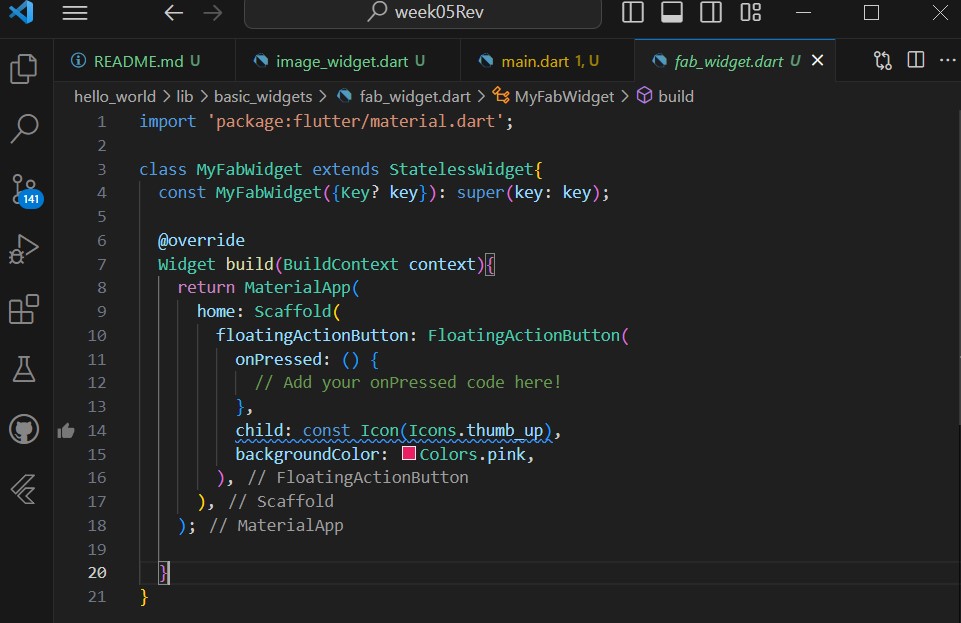 week05Rev
README.md U
image_widget.dart U
main.dart 1, U
fab_widget.dart U
hello_world > lib > basic_widgets > fab_widget.dart > MyFabWidget > build
1 import 'package:flutter/material.dart';
2
3 class MyFabWidget extends StatelessWidget{
4 const MyFabWidget({Key? key}): super(key: key);
5
6 @override
7 Widget build(BuildContext context){
8 return MaterialApp(
9 home: Scaffold(
10 floatingActionButton: FloatingActionButton(
11 onPressed: () {
12 // Add your onPressed code here!
13 },
14 child: const Icon(Icons.thumb_up),
15 backgroundColor: Colors.pink,
16 ), // FloatingActionButton
17 ), // Scaffold
18 ); // MaterialApp
19
20 }
21 }
141